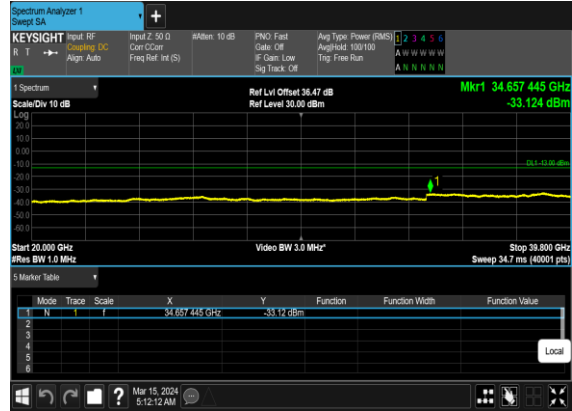 Spectrum Analyzer 1
Swept SA
KEYSIGHT Input: RF Input Z: 50 Ω #Atten: 10 dB PNO: Fast Avg Type: Power (RMS) 1 2 3 4 5 6
R T Coupling: DC Corr CCorr Gate: Off Avg|Hold: 100/100 A W W W W W
Align: Auto Freq Ref: Int (S) IF Gain: Low Trig: Free Run
LW Sig Track: Off A N N N N N
1 Spectrum Ref Lvl Offset 36.47 dB Mkr1 34.657 445 GHz
Scale/Div 10 dB Ref Level 30.00 dBm -33.124 dBm
Log
20.0
10.0
0.00
-10.0
DL1 -13.00 dBm
-20.0
1
-30.0
-40.0
-50.0
-60.0
Start 20.000 GHz Video BW 3.0 MHz* Stop 39.800 GHz
#Res BW 1.0 MHz Sweep 34.7 ms (40001 pts)
5 Marker Table
Mode Trace Scale X Y Function Function Width Function Value
1 N 1 f 34.657 445 GHz -33.12 dBm
2
3
4
5
6
Local
Mar 15, 2024
5:12:12 AM